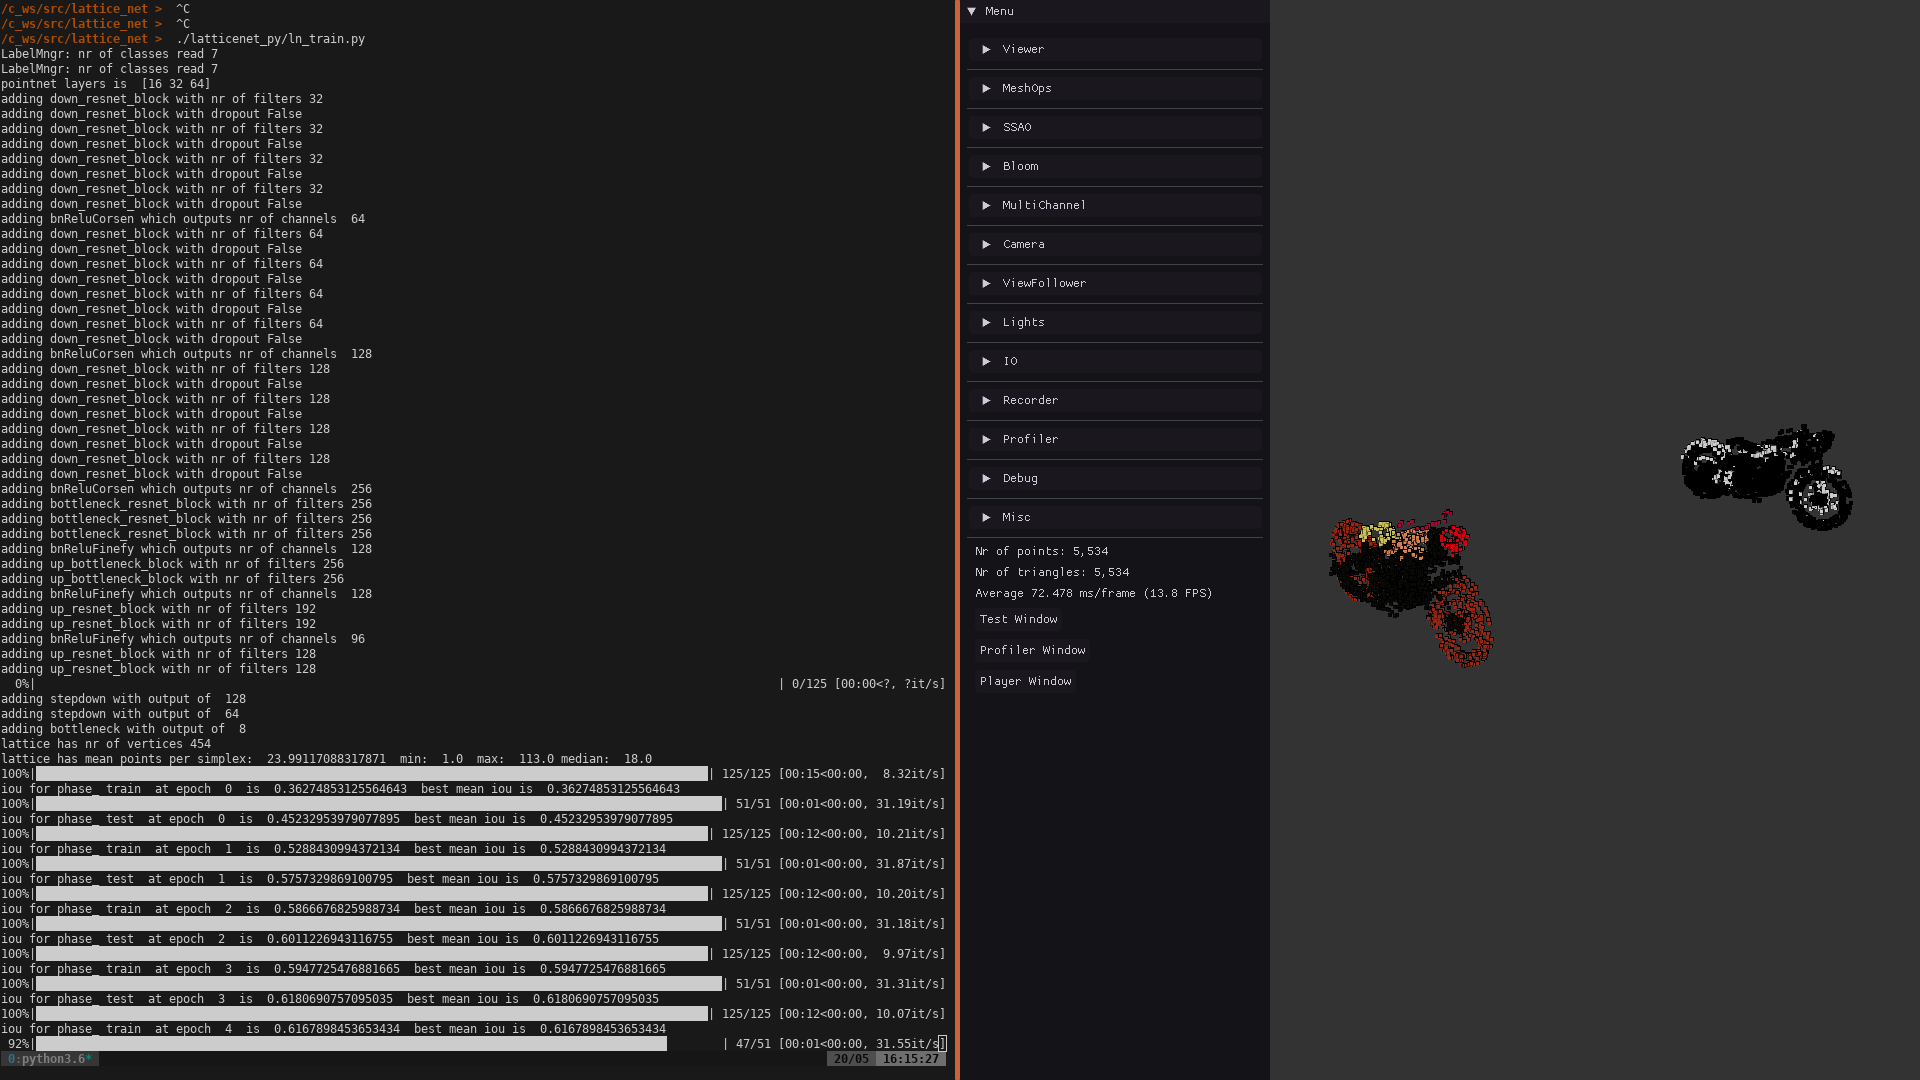 /c_ws/src/lattice_net >  ^C
/c_ws/src/lattice_net >  ^C
/c_ws/src/lattice_net >  ./latticenet_py/ln_train.py
LabelMngr: nr of classes read 7
LabelMngr: nr of classes read 7
pointnet layers is  [16 32 64]
adding down_resnet_block with nr of filters 32
adding down_resnet_block with dropout False
adding down_resnet_block with nr of filters 32
adding down_resnet_block with dropout False
adding down_resnet_block with nr of filters 32
adding down_resnet_block with dropout False
adding down_resnet_block with nr of filters 32
adding down_resnet_block with dropout False
adding bnReluCorsen which outputs nr of channels  64
adding down_resnet_block with nr of filters 64
adding down_resnet_block with dropout False
adding down_resnet_block with nr of filters 64
adding down_resnet_block with dropout False
adding down_resnet_block with nr of filters 64
adding down_resnet_block with dropout False
adding down_resnet_block with nr of filters 64
adding down_resnet_block with dropout False
adding bnReluCorsen which outputs nr of channels  128
adding down_resnet_block with nr of filters 128
adding down_resnet_block with dropout False
adding down_resnet_block with nr of filters 128
adding down_resnet_block with dropout False
adding down_resnet_block with nr of filters 128
adding down_resnet_block with dropout False
adding down_resnet_block with nr of filters 128
adding down_resnet_block with dropout False
adding bnReluCorsen which outputs nr of channels  256
adding bottleneck_resnet_block with nr of filters 256
adding bottleneck_resnet_block with nr of filters 256
adding bottleneck_resnet_block with nr of filters 256
adding bnReluFinefy which outputs nr of channels  128
adding up_bottleneck_block with nr of filters 256
adding up_bottleneck_block with nr of filters 256
adding bnReluFinefy which outputs nr of channels  128
adding up_resnet_block with nr of filters 192
adding up_resnet_block with nr of filters 192
adding bnReluFinefy which outputs nr of channels  96
adding up_resnet_block with nr of filters 128
adding up_resnet_block with nr of filters 128
0%| | 0/125 [00:00<?, ?it/s]
adding stepdown with output of  128
adding stepdown with output of  64
adding bottleneck with output of  8
lattice has nr of vertices 454
lattice has mean points per simplex:  23.99117088317871  min:  1.0  max:  113.0 median:  18.0
100%| | 125/125 [00:15<00:00,  8.32it/s]
iou for phase_ train  at epoch  0  is  0.36274853125564643  best mean iou is  0.36274853125564643
100%| | 51/51 [00:01<00:00, 31.19it/s]
iou for phase_ test  at epoch  0  is  0.45232953979077895  best mean iou is  0.45232953979077895
100%| | 125/125 [00:12<00:00, 10.21it/s]
iou for phase_ train  at epoch  1  is  0.5288430994372134  best mean iou is  0.5288430994372134
100%| | 51/51 [00:01<00:00, 31.87it/s]
iou for phase_ test  at epoch  1  is  0.5757329869100795  best mean iou is  0.5757329869100795
100%| | 125/125 [00:12<00:00, 10.20it/s]
iou for phase_ train  at epoch  2  is  0.5866676825988734  best mean iou is  0.5866676825988734
100%| | 51/51 [00:01<00:00, 31.18it/s]
iou for phase_ test  at epoch  2  is  0.6011226943116755  best mean iou is  0.6011226943116755
100%| | 125/125 [00:12<00:00,  9.97it/s]
iou for phase_ train  at epoch  3  is  0.5947725476881665  best mean iou is  0.5947725476881665
100%| | 51/51 [00:01<00:00, 31.31it/s]
iou for phase_ test  at epoch  3  is  0.6180690757095035  best mean iou is  0.6180690757095035
100%| | 125/125 [00:12<00:00, 10.07it/s]
iou for phase_ train  at epoch  4  is  0.6167898453653434  best mean iou is  0.6167898453653434
92%| | 47/51 [00:01<00:00, 31.55it/s]
0:python3.6*
20/05 16:15:27
Menu
Viewer
MeshOps
SSAO
Bloom
MultiChannel
Camera
ViewFollower
Lights
IO
Recorder
Profiler
Debug
Misc
Nr of points: 5,534
Nr of triangles: 5,534
Average 72.478 ms/frame (13.8 FPS)
Test Window
Profiler Window
Player Window